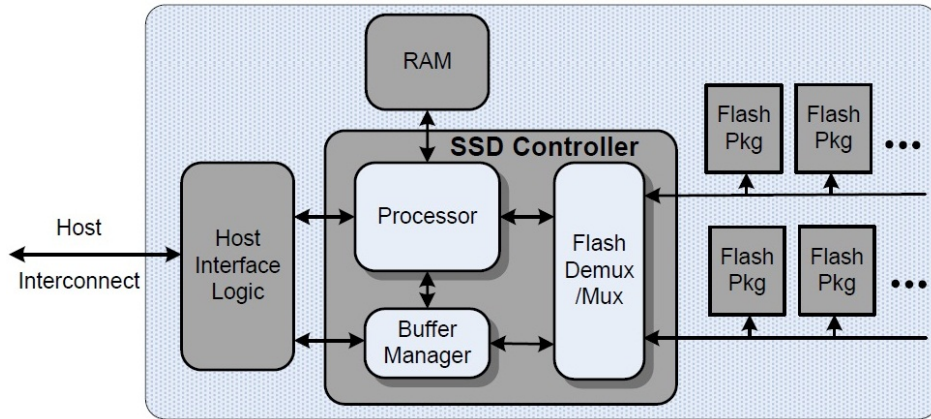 RAM
SSD Controller
Flash
Pkg
Flash
Pkg
Processor
Flash
Demux
/Mux
Host
Interconnect
Host
Interface
Logic
Buffer
Manager
Flash
Pkg
Flash
Pkg